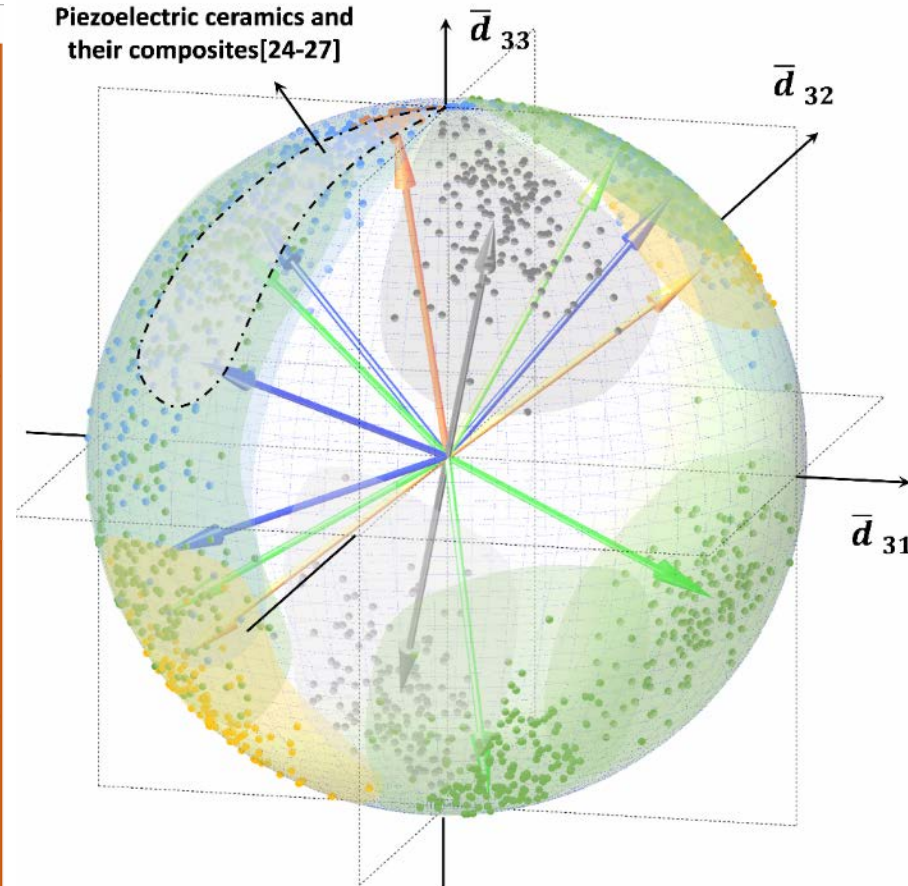 Piezoelectric ceramics and
their composites[24-27]
d̅ 33
d̅ 32
d̅ 31